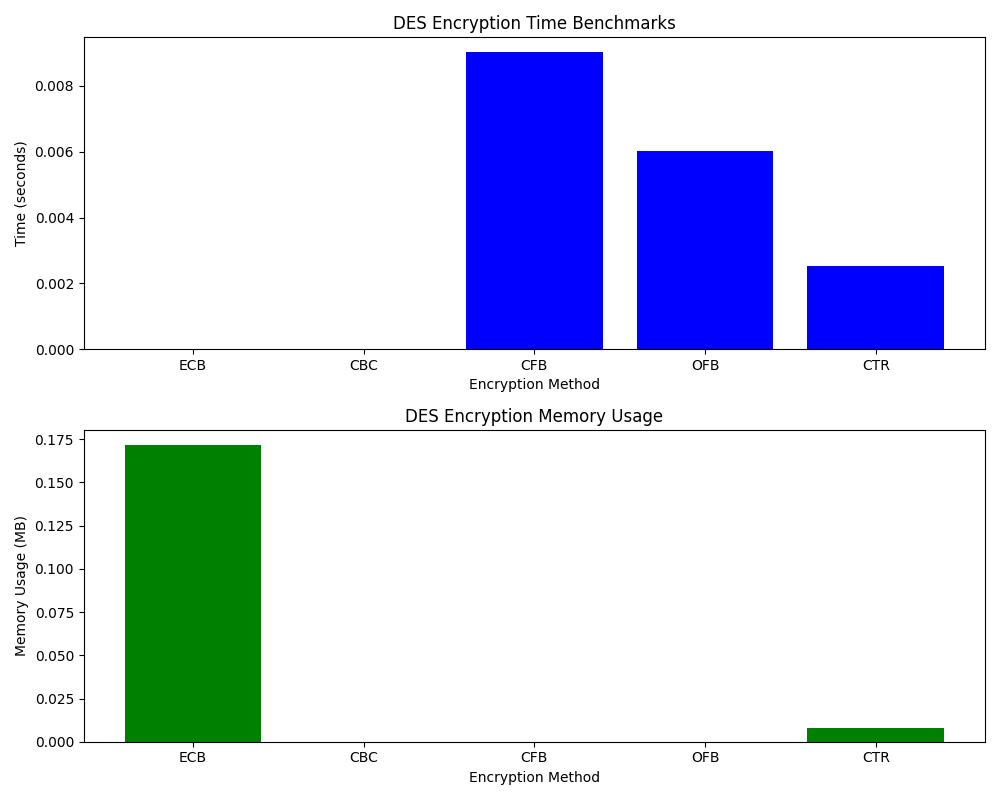 DES Encryption Time Benchmarks
Time (seconds)
0.008
0.006
0.004
0.002
0.000
ECB CBC CFB OFB CTR
Encryption Method
DES Encryption Memory Usage
Memory Usage (MB)
0.175
0.150
0.125
0.100
0.075
0.050
0.025
0.000
ECB CBC CFB OFB CTR
Encryption Method